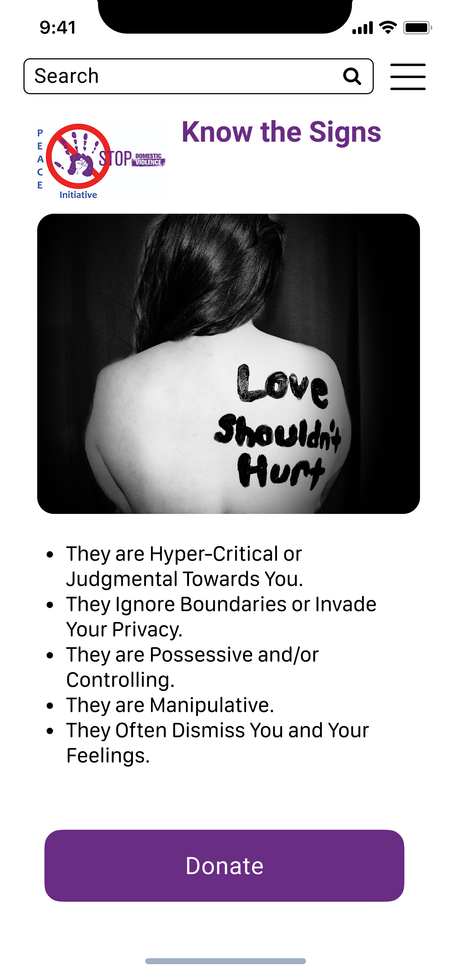 9:41
Search
Know the Signs
PEACE
STOP DOMESTIC VIOLENCE
Initiative
Love
Shouldn't
Hurt
• They are Hyper-Critical or
Judgmental Towards You.
• They Ignore Boundaries or Invade
Your Privacy.
• They are Possessive and/or
Controlling.
• They are Manipulative.
• They Often Dismiss You and Your
Feelings.
Donate